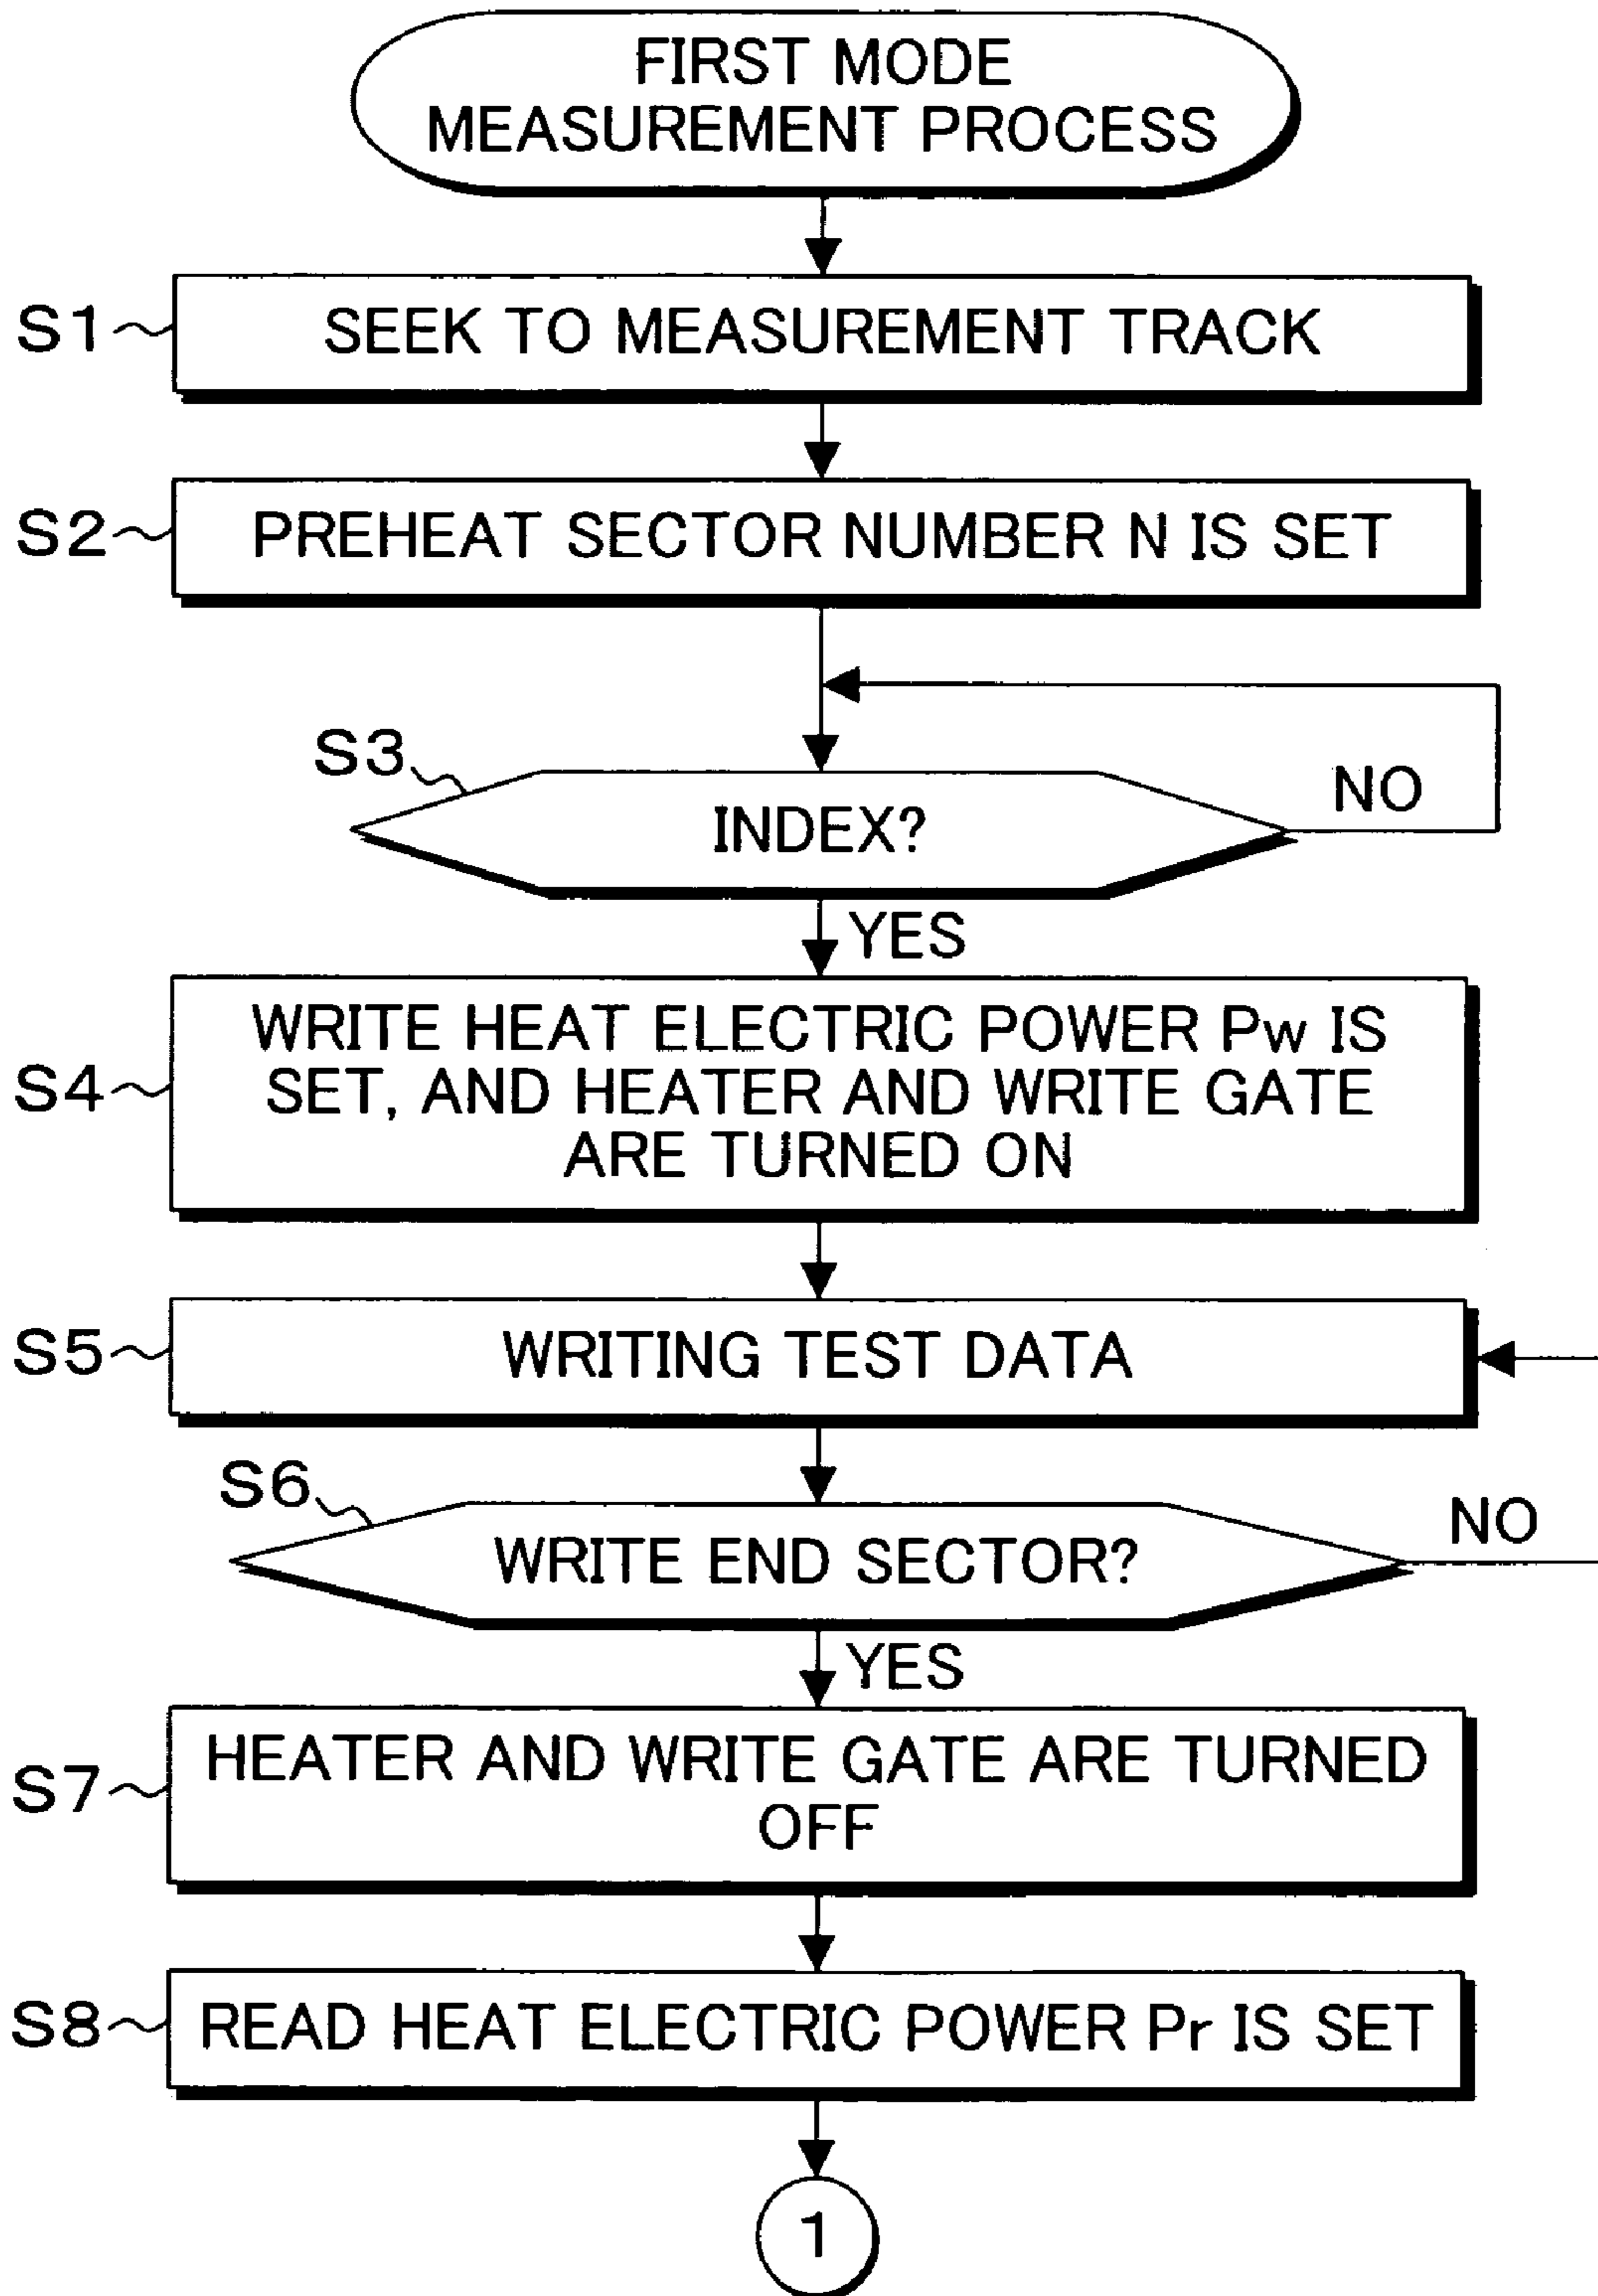 FIRST MODE
MEASUREMENT PROCESS
S1
SEEK TO MEASUREMENT TRACK
S2
PREHEAT SECTOR NUMBER N IS SET
S3
INDEX?
NO
YES
S4
WRITE HEAT ELECTRIC POWER Pw IS
SET, AND HEATER AND WRITE GATE
ARE TURNED ON
S5
WRITING TEST DATA
S6
WRITE END SECTOR?
NO
YES
S7
HEATER AND WRITE GATE ARE TURNED
OFF
S8
READ HEAT ELECTRIC POWER Pr IS SET
1